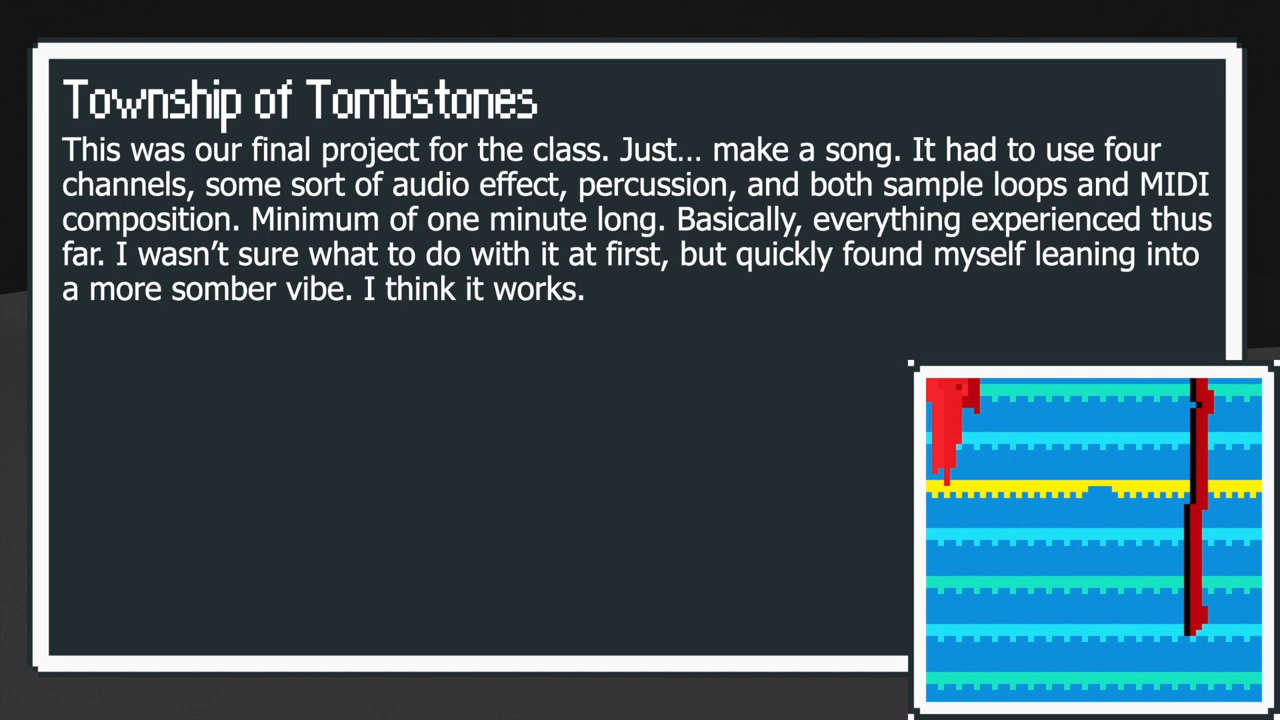 Township of Tombstones
This was our final project for the class. Just… make a song. It had to use four
channels, some sort of audio effect, percussion, and both sample loops and MIDI
composition. Minimum of one minute long. Basically, everything experienced thus
far. I wasn’t sure what to do with it at first, but quickly found myself leaning into
a more somber vibe. I think it works.